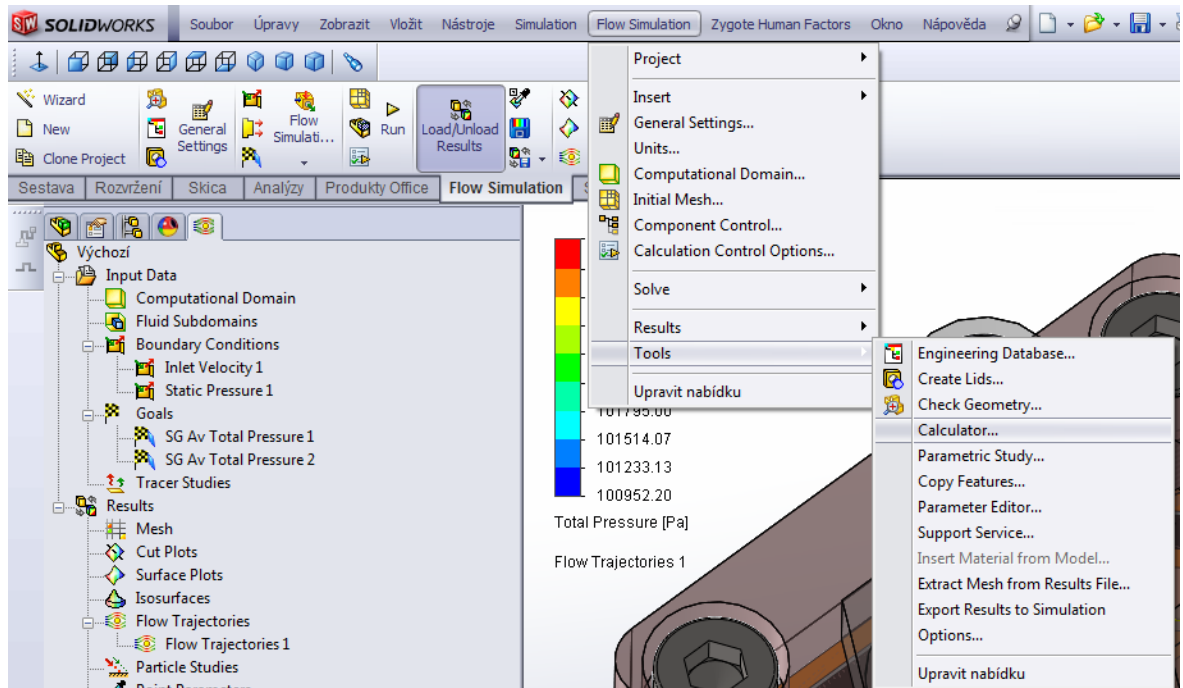 SOLIDWORKS Soubor Úpravy Zobrazit Vložit Nástroje Simulation Flow Simulation Zygote Human Factors Okno Nápověda
Wizard
New
Clone Project
General
Settings
Flow
Simulati...
Run
Load/Unload
Results
Sestava Rozvržení Skica Analýzy Produkty Office Flow Simulation
Výchozí
Input Data
Computational Domain
Fluid Subdomains
Boundary Conditions
Inlet Velocity 1
Static Pressure 1
Goals
SG Av Total Pressure 1
SG Av Total Pressure 2
Tracer Studies
Results
Mesh
Cut Plots
Surface Plots
Isosurfaces
Flow Trajectories
Flow Trajectories 1
Particle Studies
Point Parameters
Project
Insert
General Settings...
Units...
Computational Domain...
Initial Mesh...
Component Control...
Calculation Control Options...
Solve
Results
Tools
Upravit nabídku
101795.00
101514.07
101233.13
100952.20
Total Pressure [Pa]
Flow Trajectories 1
Engineering Database...
Create Lids...
Check Geometry...
Calculator...
Parametric Study...
Copy Features...
Parameter Editor...
Support Service...
Insert Material from Model...
Extract Mesh from Results File...
Export Results to Simulation
Options...
Upravit nabídku